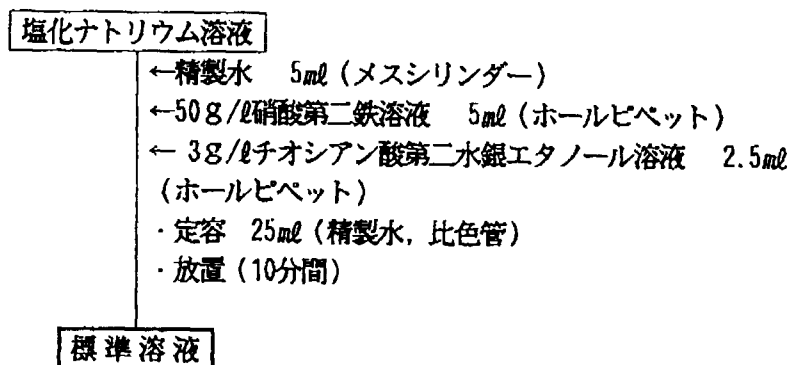 塩化ナトリウム溶液
←精製水 5ml(メスシリンダー)
←50g/l硝酸第二鉄溶液 5ml(ホールピペット)
← 3g/lチオシアン酸第二水銀エタノール溶液 2.5ml
(ホールピペット)
・定容 25ml(精製水,比色管)
・放置(10分間)
標準溶液